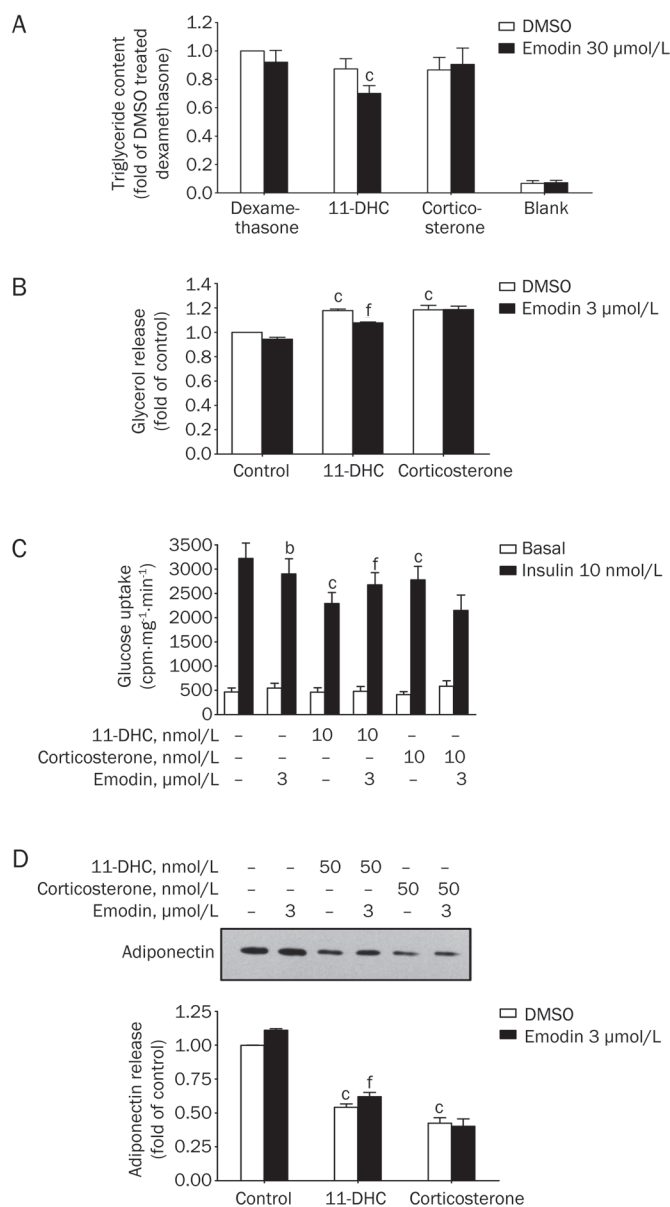 A
Triglyceride content
(fold of DMSO treated
dexamethasone)
1.2
1.0
0.8
0.6
0.4
0.2
0.0
c
DMSO
Emodin 30 µmol/L
Dexame-
thasone
11-DHC
Cortico-
sterone
Blank
B
Glycerol release
(fold of control)
1.4
1.2
1.0
0.8
0.6
0.4
0.2
0.0
c f c
DMSO
Emodin 3 µmol/L
Control 11-DHC Corticosterone
C
Glucose uptake
(cpm·mg⁻¹·min⁻¹)
3500
3000
2500
2000
1500
1000
500
0
b c f c
Basal
Insulin 10 nmol/L
11-DHC, nmol/L – – 10 10 – –
Corticosterone, nmol/L – – – – 10 10
Emodin, µmol/L – 3 – 3 – 3
D
11-DHC, nmol/L – – 50 50 – –
Corticosterone, nmol/L – – – – 50 50
Emodin, µmol/L – 3 – 3 – 3
Adiponectin
Adiponectin release
(fold of control)
1.25
1.00
0.75
0.50
0.25
0.00
c f c
DMSO
Emodin 3 µmol/L
Control 11-DHC Corticosterone